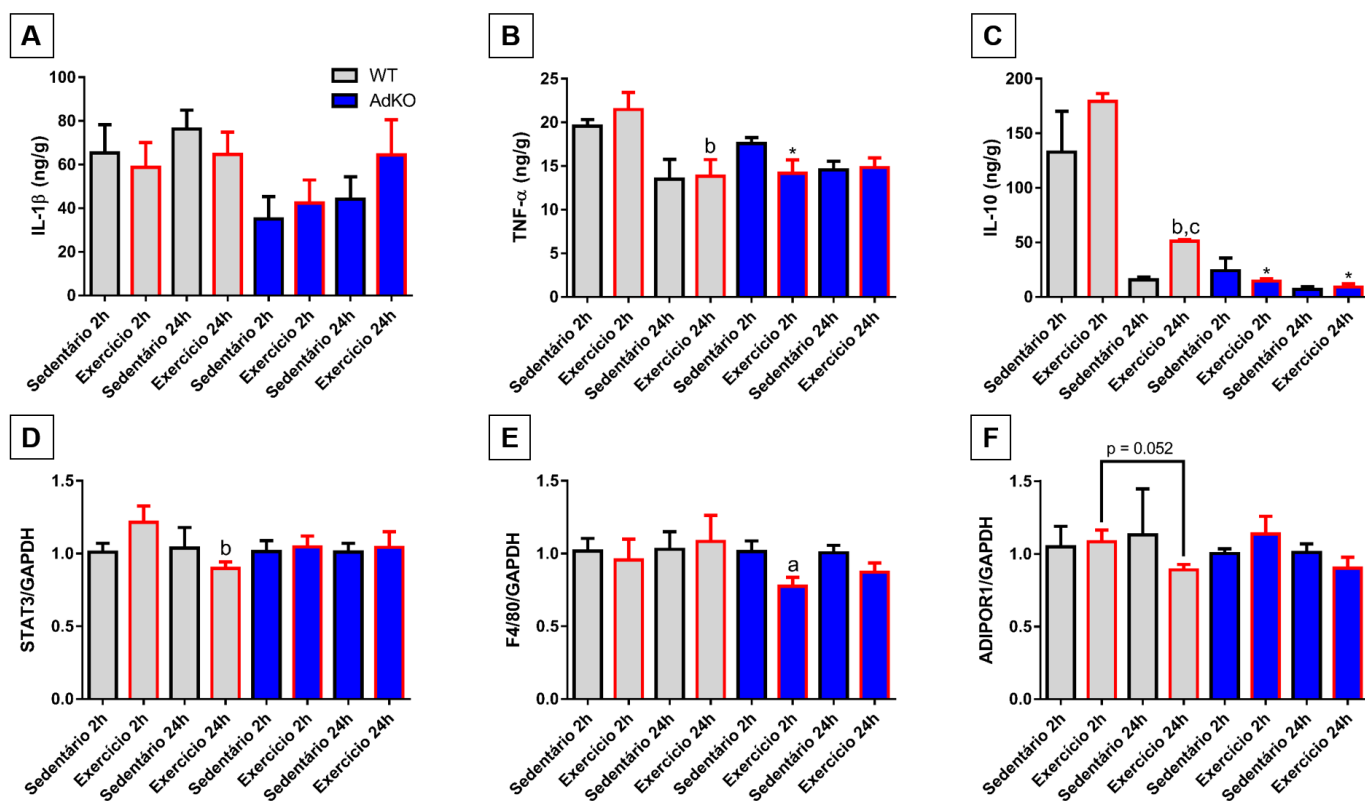 A
IL-1β (ng/g)
100
80
60
40
20
0
WT
AdKO
Sedentário 2h
Exercício 2h
Sedentário 24h
Exercício 24h
Sedentário 2h
Exercício 2h
Sedentário 24h
Exercício 24h
B
TNF-α (ng/g)
25
20
15
10
5
0
b
*
Sedentário 2h
Exercício 2h
Sedentário 24h
Exercício 24h
Sedentário 2h
Exercício 2h
Sedentário 24h
Exercício 24h
C
IL-10 (ng/g)
200
150
100
50
0
b,c
*
*
Sedentário 2h
Exercício 2h
Sedentário 24h
Exercício 24h
Sedentário 2h
Exercício 2h
Sedentário 24h
Exercício 24h
D
STAT3/GAPDH
1.5
1.0
0.5
0.0
b
Sedentário 2h
Exercício 2h
Sedentário 24h
Exercício 24h
Sedentário 2h
Exercício 2h
Sedentário 24h
Exercício 24h
E
F4/80/GAPDH
1.5
1.0
0.5
0.0
a
Sedentário 2h
Exercício 2h
Sedentário 24h
Exercício 24h
Sedentário 2h
Exercício 2h
Sedentário 24h
Exercício 24h
F
ADIPOR1/GAPDH
1.5
1.0
0.5
0.0
p = 0.052
Sedentário 2h
Exercício 2h
Sedentário 24h
Exercício 24h
Sedentário 2h
Exercício 2h
Sedentário 24h
Exercício 24h